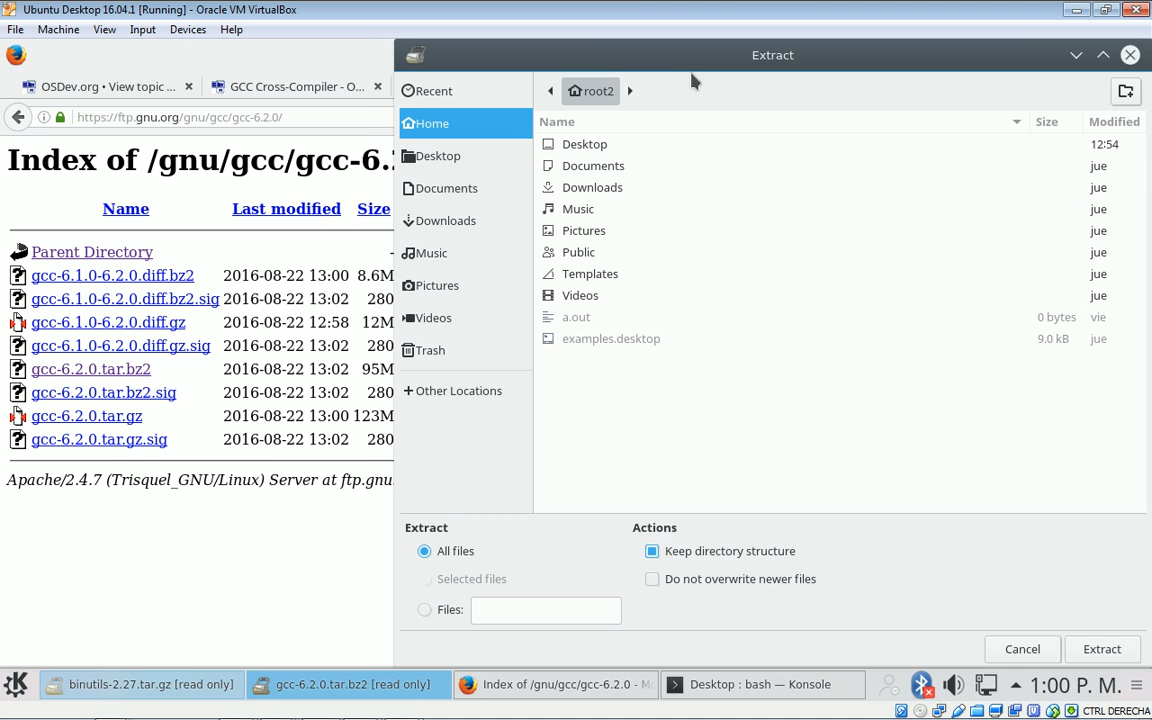 Ubuntu Desktop 16.04.1 [Running] - Oracle VM VirtualBox
File Machine View Input Devices Help
Extract
OSDev.org • View topic ... × GCC Cross-Compiler - O... ×
https://ftp.gnu.org/gnu/gcc/gcc-6.2.0/
Index of /gnu/gcc/gcc-6.2
Name Last modified Size
Parent Directory -
gcc-6.1.0-6.2.0.diff.bz2 2016-08-22 13:00 8.6M
gcc-6.1.0-6.2.0.diff.bz2.sig 2016-08-22 13:02 280
gcc-6.1.0-6.2.0.diff.gz 2016-08-22 12:58 12M
gcc-6.1.0-6.2.0.diff.gz.sig 2016-08-22 13:02 280
gcc-6.2.0.tar.bz2 2016-08-22 13:02 95M
gcc-6.2.0.tar.bz2.sig 2016-08-22 13:02 280
gcc-6.2.0.tar.gz 2016-08-22 13:00 123M
gcc-6.2.0.tar.gz.sig 2016-08-22 13:02 280
Apache/2.4.7 (Trisquel_GNU/Linux) Server at ftp.gnu.
Recent
Home
Desktop
Documents
Downloads
Music
Pictures
Videos
Trash
Other Locations
root2
Name Size Modified
Desktop 12:54
Documents jue
Downloads jue
Music jue
Pictures jue
Public jue
Templates jue
Videos jue
a.out 0 bytes vie
examples.desktop 9.0 kB jue
Extract Actions
All files Keep directory structure
Selected files Do not overwrite newer files
Files:
Cancel Extract
binutils-2.27.tar.gz [read only] gcc-6.2.0.tar.bz2 [read only] Index of /gnu/gcc/gcc-6.2.0 - Mo Desktop : bash — Konsole 1:00 P. M.
CTRL DERECHA